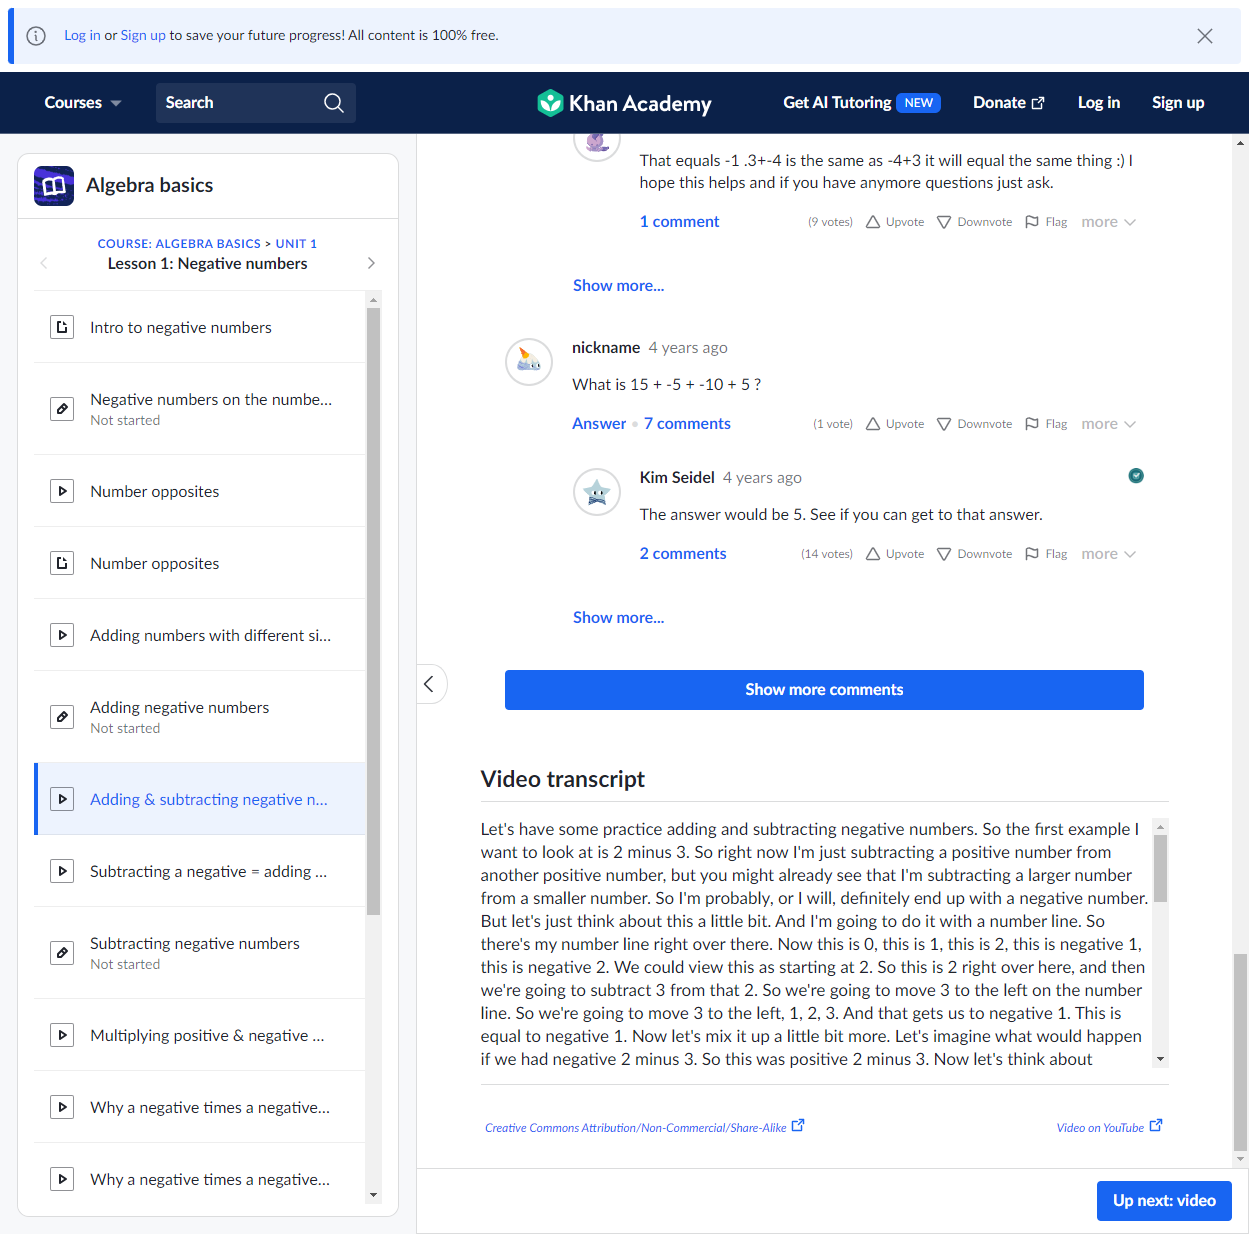 Log in or Sign up to save your future progress! All content is 100% free.
Courses
Search
Khan Academy
Get AI Tutoring NEW
Donate
Log in
Sign up
Algebra basics
COURSE: ALGEBRA BASICS > UNIT 1
Lesson 1: Negative numbers
Intro to negative numbers
Negative numbers on the numbe...
Not started
Number opposites
Number opposites
Adding numbers with different si...
Adding negative numbers
Not started
Adding & subtracting negative n...
Subtracting a negative = adding ...
Subtracting negative numbers
Not started
Multiplying positive & negative ...
Why a negative times a negative...
Why a negative times a negative...
That equals -1 .3+-4 is the same as -4+3 it will equal the same thing :) I
hope this helps and if you have anymore questions just ask.
1 comment (9 votes) Upvote Downvote Flag more
Show more...
nickname 4 years ago
What is 15 + -5 + -10 + 5 ?
Answer • 7 comments (1 vote) Upvote Downvote Flag more
Kim Seidel 4 years ago
The answer would be 5. See if you can get to that answer.
2 comments (14 votes) Upvote Downvote Flag more
Show more...
Show more comments
Video transcript
Let's have some practice adding and subtracting negative numbers. So the first example I
want to look at is 2 minus 3. So right now I'm just subtracting a positive number from
another positive number, but you might already see that I'm subtracting a larger number
from a smaller number. So I'm probably, or I will, definitely end up with a negative number.
But let's just think about this a little bit. And I'm going to do it with a number line. So
there's my number line right over there. Now this is 0, this is 1, this is 2, this is negative 1,
this is negative 2. We could view this as starting at 2. So this is 2 right over here, and then
we're going to subtract 3 from that 2. So we're going to move 3 to the left on the number
line. So we're going to move 3 to the left, 1, 2, 3. And that gets us to negative 1. This is
equal to negative 1. Now let's mix it up a little bit more. Let's imagine what would happen
if we had negative 2 minus 3. So this was positive 2 minus 3. Now let's think about
Creative Commons Attribution/Non-Commercial/Share-Alike
Video on YouTube
Up next: video